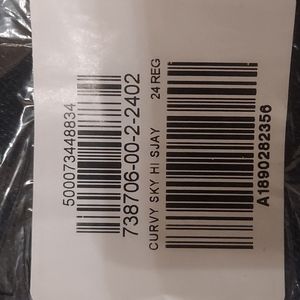 500073448834
738706-00-2-2402
CURVY SKY HI SJAY 24 REG
A1890282356